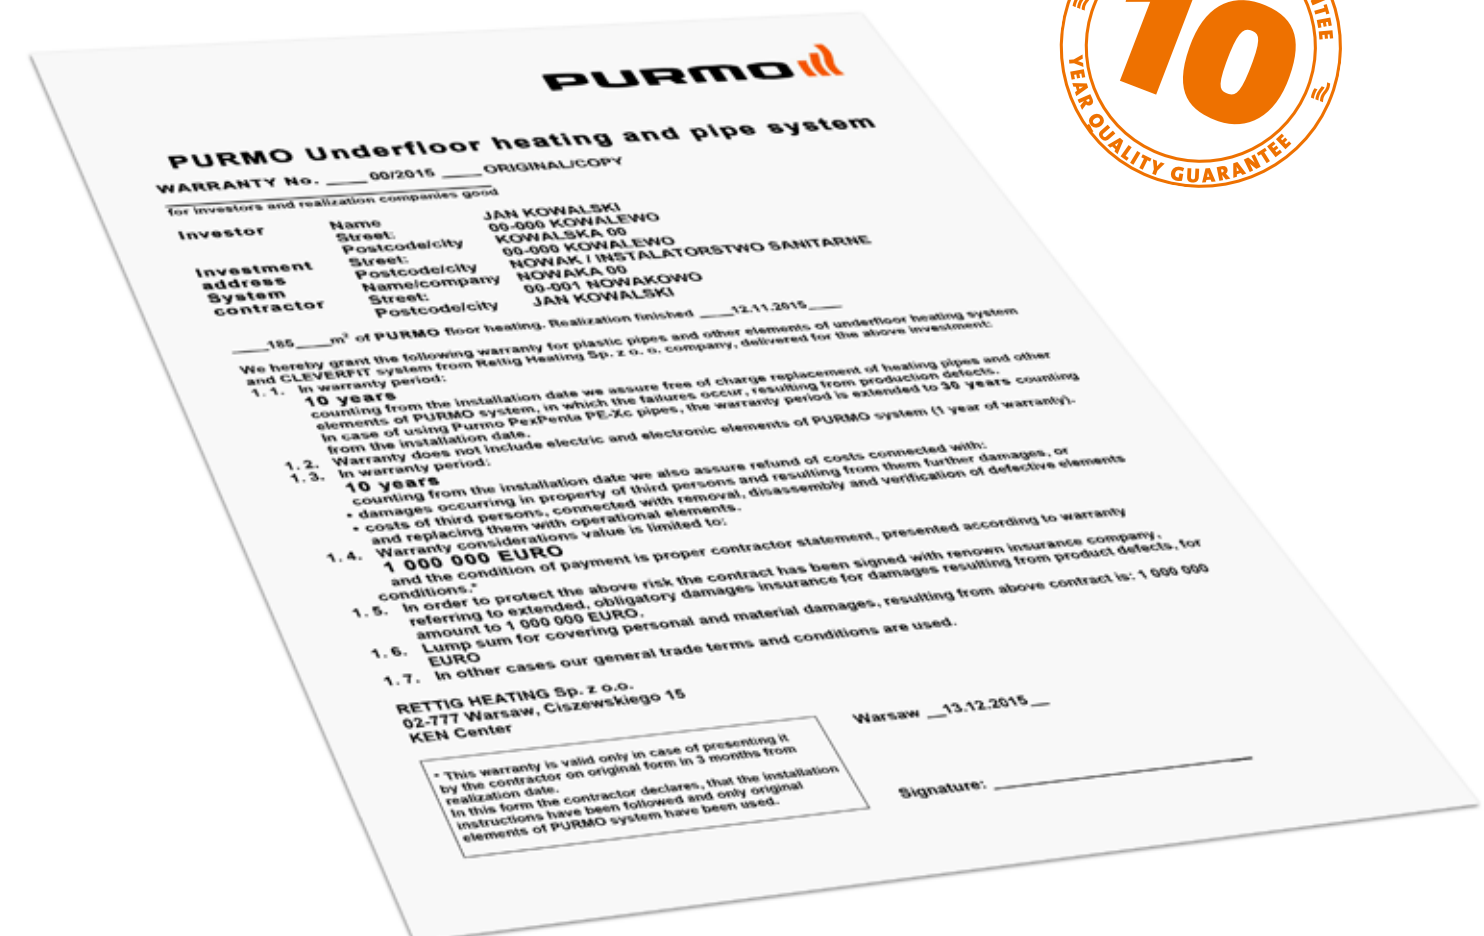 PURMO
10
YEAR QUALITY GUARANTEE
PURMO Underfloor heating and pipe system
WARRANTY No. ____00/2015 ____ORIGINAL/COPY
for investors and realization companies good
Investor Name JAN KOWALSKI
Street: 00-000 KOWALEWO
Postcode/city KOWALSKA 00
Investment Street: 00-000 KOWALEWO
address Postcode/city NOWAK / INSTALATORSTWO SANITARNE
System Name/company NOWAKA 00
contractor Street: 00-001 NOWAKOWO
Postcode/city JAN KOWALSKI
____185____m² of PURMO floor heating. Realization finished ____12.11.2015____
We hereby grant the following warranty for plastic pipes and other elements of underfloor heating system
and CLEVERFIT system from Rettig Heating Sp. z o. o. company, delivered for the above investment:
1. 1. In warranty period:
10 years
counting from the installation date we assure free of charge replacement of heating pipes and other
elements of PURMO system, in which the failures occur, resulting from production defects.
In case of using Purmo PexPenta PE-Xc pipes, the warranty period is extended to 30 years counting
from the installation date.
1. 2. Warranty does not include electric and electronic elements of PURMO system (1 year of warranty).
1. 3. In warranty period:
10 years
counting from the installation date we also assure refund of costs connected with:
• damages occurring in property of third persons and resulting from them further damages, or
• costs of third persons, connected with removal, disassembly and verification of defective elements
and replacing them with operational elements.
1. 4. Warranty considerations value is limited to:
1 000 000 EURO
and the condition of payment is proper contractor statement, presented according to warranty
conditions.*
1. 5. In order to protect the above risk the contract has been signed with renown insurance company,
referring to extended, obligatory damages insurance for damages resulting from product defects, for
amount to 1 000 000 EURO.
1. 6. Lump sum for covering personal and material damages, resulting from above contract is: 1 000 000
EURO
1. 7. In other cases our general trade terms and conditions are used.
RETTIG HEATING Sp. z o.o.
02-777 Warsaw, Ciszewskiego 15
KEN Center
Warsaw __13.12.2015__
* This warranty is valid only in case of presenting it
by the contractor on original form in 3 months from
realization date.
In this form the contractor declares, that the installation
instructions have been followed and only original
elements of PURMO system have been used.
Signature: